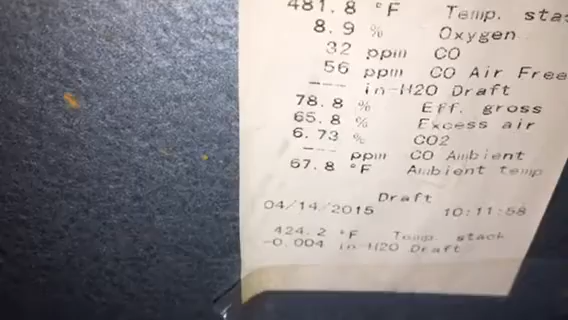 481.8 °F Temp. stac
8.9 % Oxygen
32 ppm CO
56 ppm CO Air Free
---- in-H2O Draft
78.8 % Eff. gross
65.8 % Excess air
6.73 % CO2
--- ppm CO Ambient
67.8 °F Ambient temp
Draft
04/14/2015 10:11:58
424.2 °F Temp. stack
-0.004 in-H2O Draft